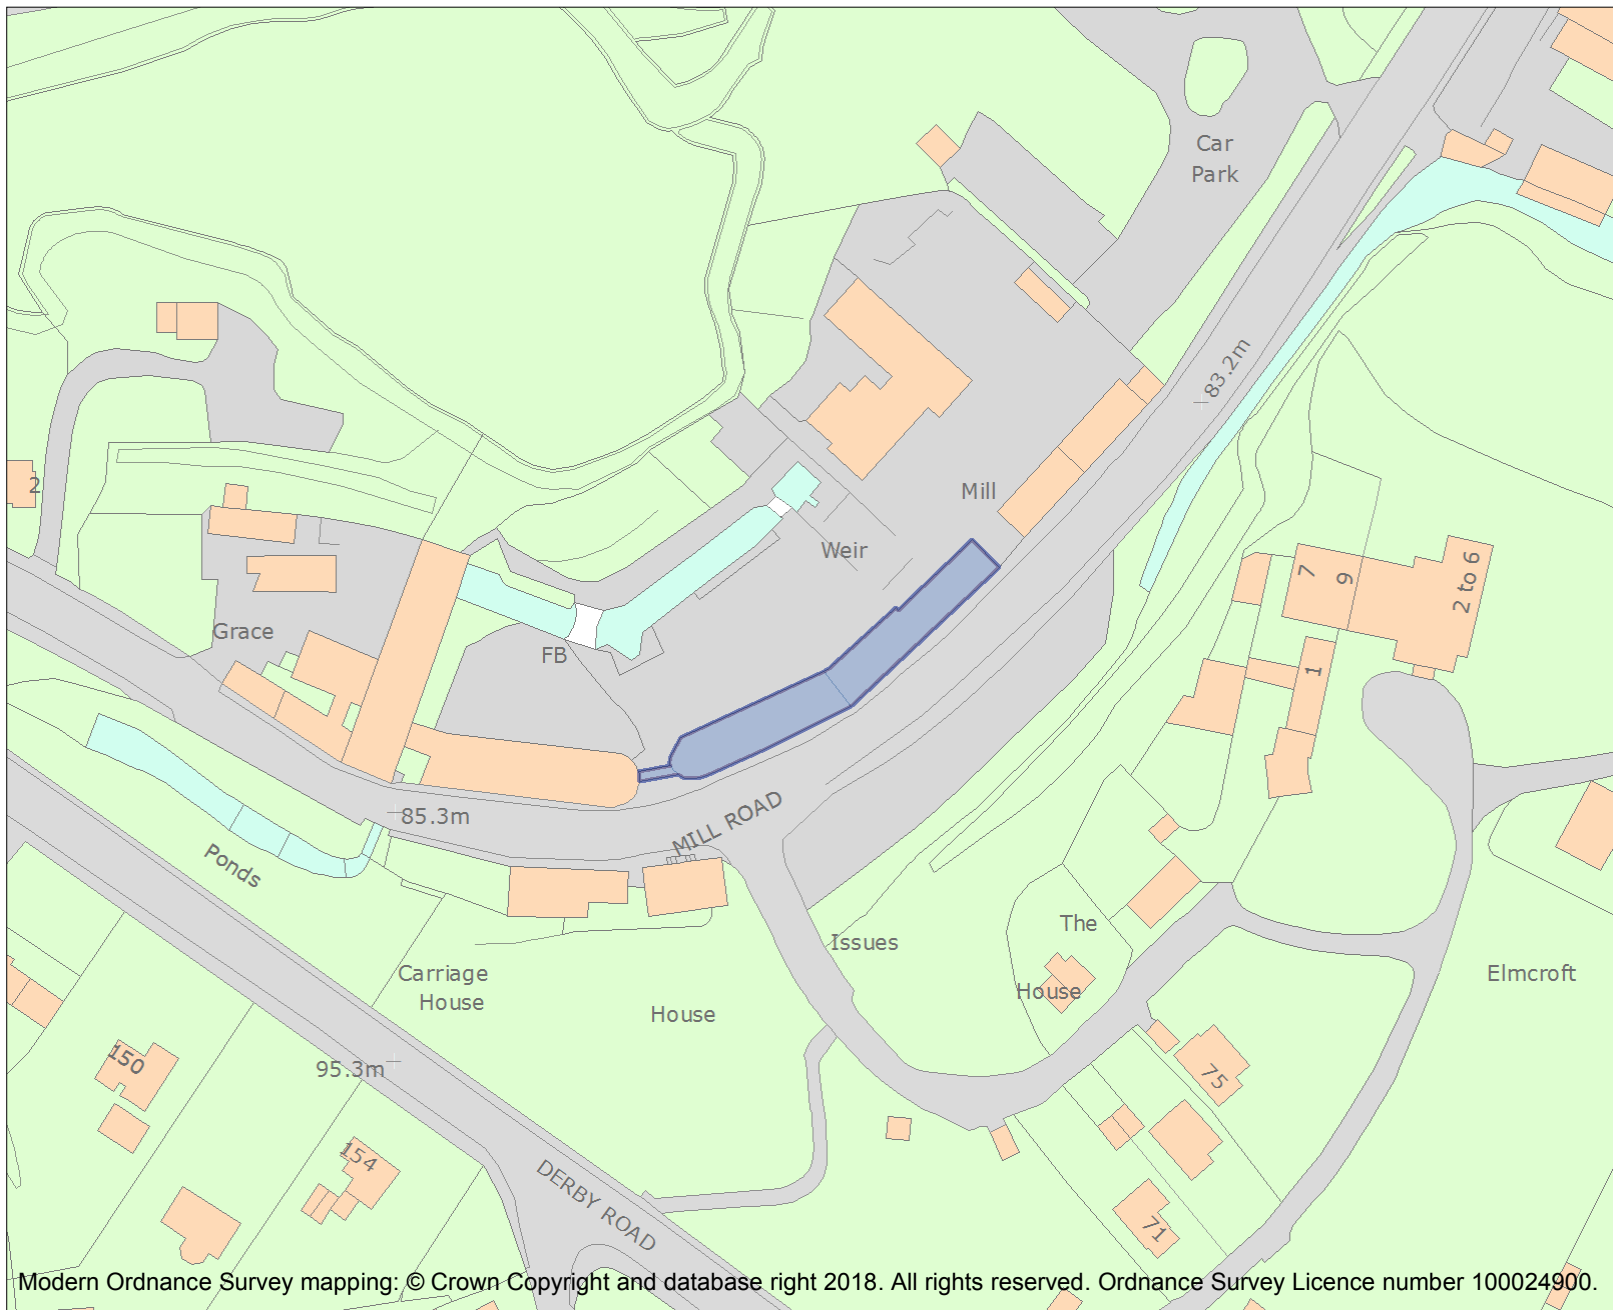 Car
Park
83.2m
2
Mill
Weir
7
9
2 to 6
Grace
FB
1
MILL ROAD
85.3m
Ponds
The
Issues
Carriage
House
House
House
Elmcroft
150
95.3m
75
154
DERBY ROAD
71
Modern Ordnance Survey mapping: © Crown Copyright and database right 2018. All rights reserved. Ordnance Survey Licence number 100024900.